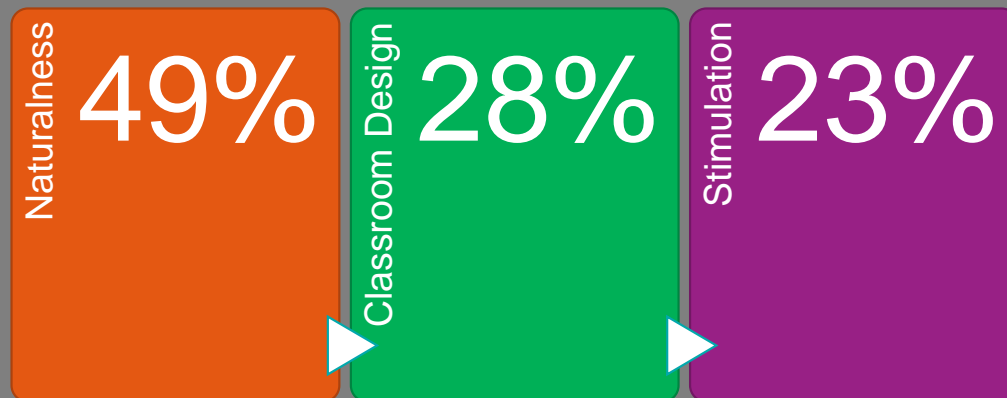 Naturalness
49%
Classroom Design
28%
Stimulation
23%